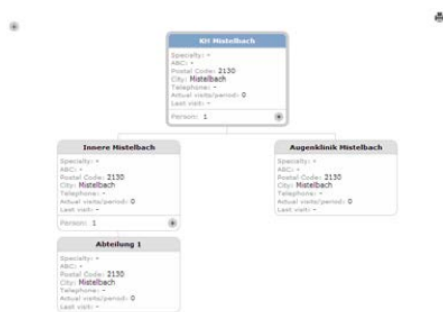 KH Mistelbach
Specialty: -
ABC: -
Postal Code: 2130
City: Mistelbach
Telephone: -
Actual visits/period: 0
Last visit: -
Person: 1
Innere Mistelbach
Specialty: -
ABC: -
Postal Code: 2130
City: Mistelbach
Telephone: -
Actual visits/period: 0
Last visit: -
Person: 1
Abteilung 1
Specialty: -
ABC: -
Postal Code: 2130
City: Mistelbach
Telephone: -
Actual visits/period: 0
Last visit: -
Augenklinik Mistelbach
Specialty: -
ABC: -
Postal Code: 2130
City: Mistelbach
Telephone: -
Actual visits/period: 0
Last visit: -